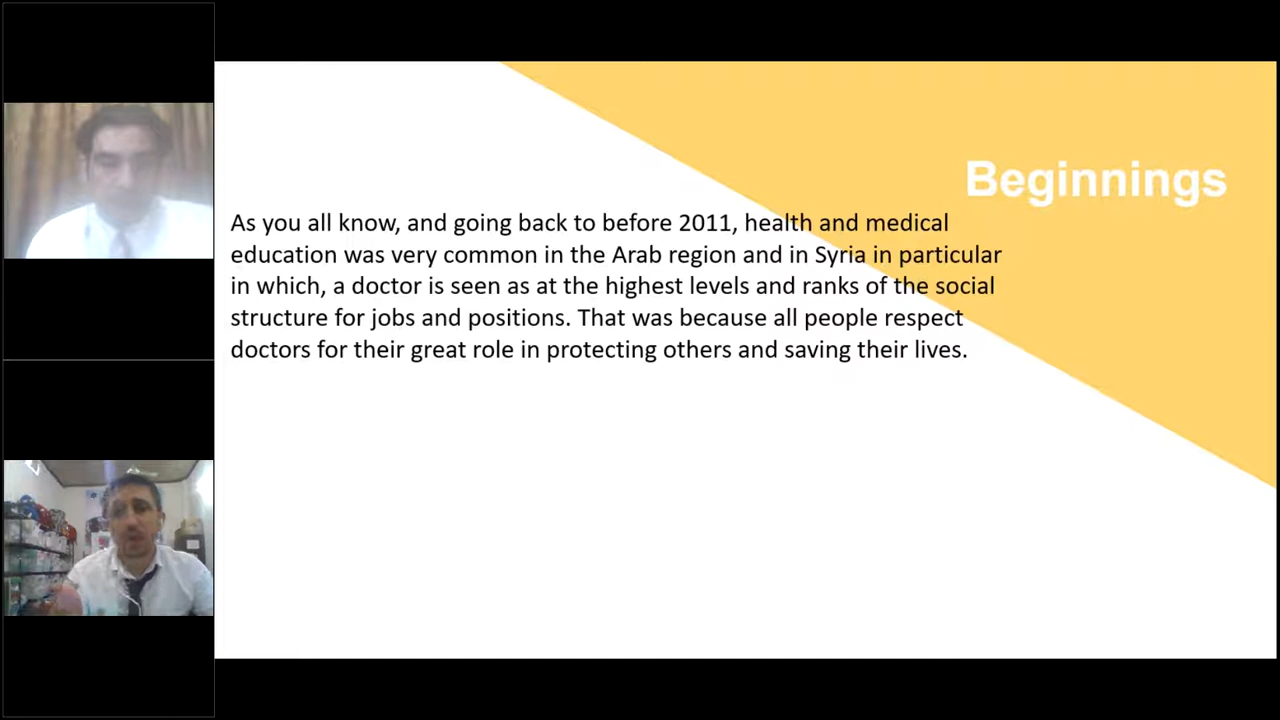 Beginnings
As you all know, and going back to before 2011, health and medical
education was very common in the Arab region and in Syria in particular
in which, a doctor is seen as at the highest levels and ranks of the social
structure for jobs and positions. That was because all people respect
doctors for their great role in protecting others and saving their lives.